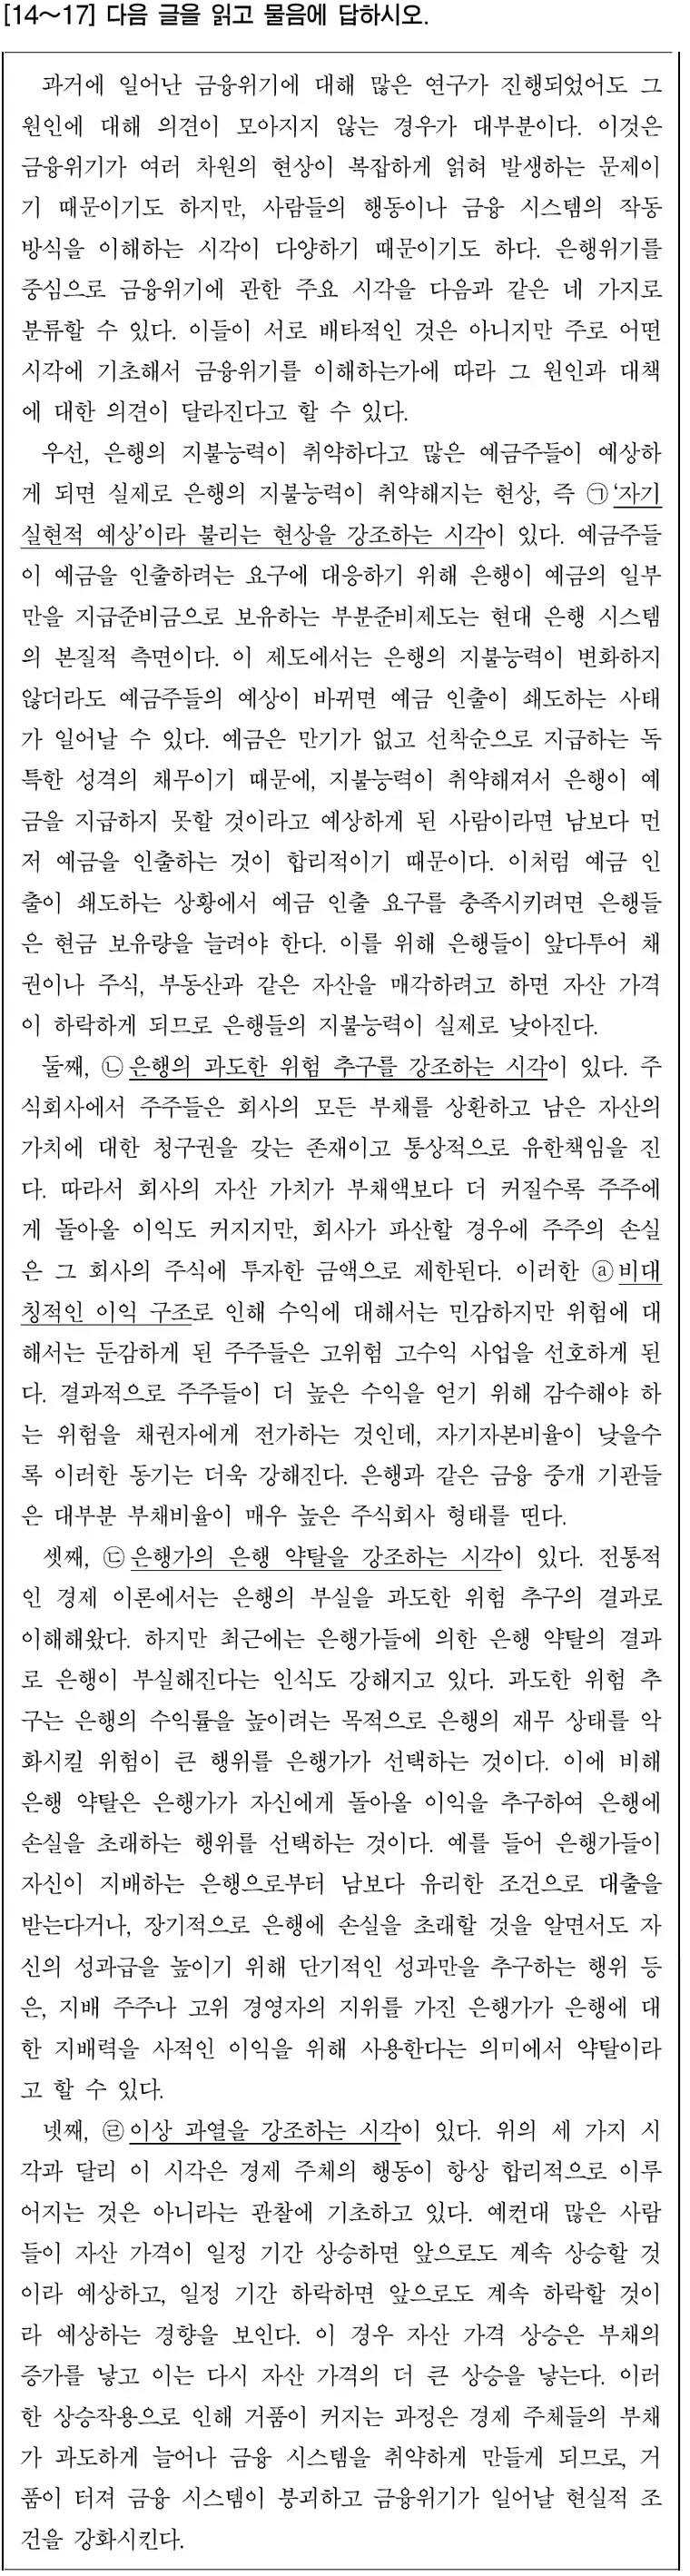 [14~17] 다음 글을 읽고 물음에 답하시오.
과거에 일어난 금융위기에 대해 많은 연구가 진행되었어도 그
원인에 대해 의견이 모아지지 않는 경우가 대부분이다. 이것은
금융위기가 여러 차원의 현상이 복잡하게 얽혀 발생하는 문제이
기 때문이기도 하지만, 사람들의 행동이나 금융 시스템의 작동
방식을 이해하는 시각이 다양하기 때문이기도 하다. 은행위기를
중심으로 금융위기에 관한 주요 시각을 다음과 같은 네 가지로
분류할 수 있다. 이들이 서로 배타적인 것은 아니지만 주로 어떤
시각에 기초해서 금융위기를 이해하는가에 따라 그 원인과 대책
에 대한 의견이 달라진다고 할 수 있다.
우선, 은행의 지불능력이 취약하다고 많은 예금주들이 예상하
게 되면 실제로 은행의 지불능력이 취약해지는 현상, 즉 ㉠ ‘자기
실현적 예상’이라 불리는 현상을 강조하는 시각이 있다. 예금주들
이 예금을 인출하려는 요구에 대응하기 위해 은행이 예금의 일부
만을 지급준비금으로 보유하는 부분준비제도는 현대 은행 시스템
의 본질적 측면이다. 이 제도에서는 은행의 지불능력이 변화하지
않더라도 예금주들의 예상이 바뀌면 예금 인출이 쇄도하는 사태
가 일어날 수 있다. 예금은 만기가 없고 선착순으로 지급하는 독
특한 성격의 채무이기 때문에, 지불능력이 취약해져서 은행이 예
금을 지급하지 못할 것이라고 예상하게 된 사람이라면 남보다 먼
저 예금을 인출하는 것이 합리적이기 때문이다. 이처럼 예금 인
출이 쇄도하는 상황에서 예금 인출 요구를 충족시키려면 은행들
은 현금 보유량을 늘려야 한다. 이를 위해 은행들이 앞다투어 채
권이나 주식, 부동산과 같은 자산을 매각하려고 하면 자산 가격
이 하락하게 되므로 은행들의 지불능력이 실제로 낮아진다.
둘째, ㉡ 은행의 과도한 위험 추구를 강조하는 시각이 있다. 주
식회사에서 주주들은 회사의 모든 부채를 상환하고 남은 자산의
가치에 대한 청구권을 갖는 존재이고 통상적으로 유한책임을 진
다. 따라서 회사의 자산 가치가 부채액보다 더 커질수록 주주에
게 돌아올 이익도 커지지만, 회사가 파산할 경우에 주주의 손실
은 그 회사의 주식에 투자한 금액으로 제한된다. 이러한 ⓐ 비대
칭적인 이익 구조로 인해 수익에 대해서는 민감하지만 위험에 대
해서는 둔감하게 된 주주들은 고위험 고수익 사업을 선호하게 된
다. 결과적으로 주주들이 더 높은 수익을 얻기 위해 감수해야 하
는 위험을 채권자에게 전가하는 것인데, 자기자본비율이 낮을수
록 이러한 동기는 더욱 강해진다. 은행과 같은 금융 중개 기관들
은 대부분 부채비율이 매우 높은 주식회사 형태를 띤다.
셋째, ㉢ 은행가의 은행 약탈을 강조하는 시각이 있다. 전통적
인 경제 이론에서는 은행의 부실을 과도한 위험 추구의 결과로
이해해왔다. 하지만 최근에는 은행가들에 의한 은행 약탈의 결과
로 은행이 부실해진다는 인식도 강해지고 있다. 과도한 위험 추
구는 은행의 수익률을 높이려는 목적으로 은행의 재무 상태를 악
화시킬 위험이 큰 행위를 은행가가 선택하는 것이다. 이에 비해
은행 약탈은 은행가가 자신에게 돌아올 이익을 추구하여 은행에
손실을 초래하는 행위를 선택하는 것이다. 예를 들어 은행가들이
자신이 지배하는 은행으로부터 남보다 유리한 조건으로 대출을
받는다거나, 장기적으로 은행에 손실을 초래할 것을 알면서도 자
신의 성과급을 높이기 위해 단기적인 성과만을 추구하는 행위 등
은, 지배 주주나 고위 경영자의 지위를 가진 은행가가 은행에 대
한 지배력을 사적인 이익을 위해 사용한다는 의미에서 약탈이라
고 할 수 있다.
넷째, ㉣ 이상 과열을 강조하는 시각이 있다. 위의 세 가지 시
각과 달리 이 시각은 경제 주체의 행동이 항상 합리적으로 이루
어지는 것은 아니라는 관찰에 기초하고 있다. 예컨대 많은 사람
들이 자산 가격이 일정 기간 상승하면 앞으로도 계속 상승할 것
이라 예상하고, 일정 기간 하락하면 앞으로도 계속 하락할 것이
라 예상하는 경향을 보인다. 이 경우 자산 가격 상승은 부채의
증가를 낳고 이는 다시 자산 가격의 더 큰 상승을 낳는다. 이러
한 상승작용으로 인해 거품이 커지는 과정은 경제 주체들의 부채
가 과도하게 늘어나 금융 시스템을 취약하게 만들게 되므로, 거
품이 터져 금융 시스템이 붕괴하고 금융위기가 일어날 현실적 조
건을 강화시킨다.